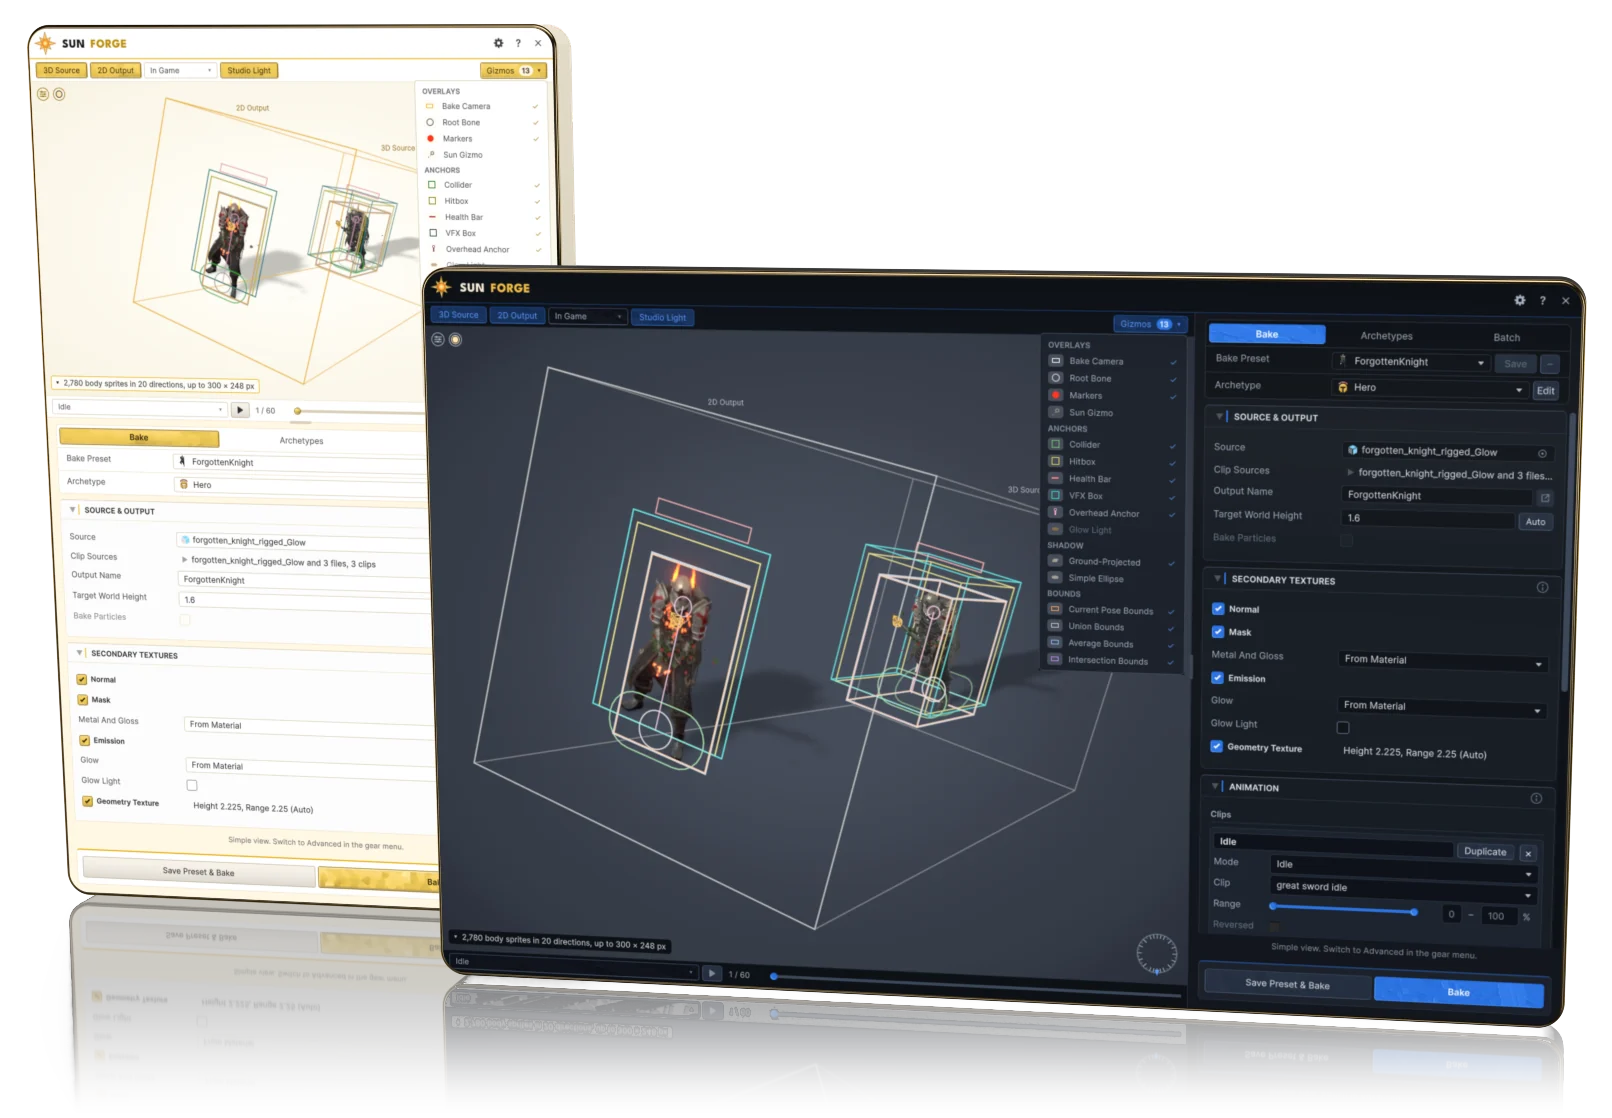 SUN FORGE
?
3D Source
2D Output
In Game
Studio Light
Gizmos 13
OVERLAYS
Bake Camera
Root Bone
Markers
Sun Gizmo
ANCHORS
Collider
Hitbox
Health Bar
VFX Box
Overhead Anchor
2D Output
3D Source
• 2,780 body sprites in 20 directions, up to 300 × 248 px
Idle
1 / 60
Bake
Archetypes
Bake Preset
ForgottenKnight
Archetype
Hero
SOURCE & OUTPUT
Source
forgotten_knight_rigged_Glow
Clip Sources
forgotten_knight_rigged_Glow and 3 files, 3 clips
Output Name
ForgottenKnight
Target World Height
1.6
Bake Particles
SECONDARY TEXTURES
Normal
Mask
Metal And Gloss
From Material
Emission
Glow
From Material
Glow Light
Geometry Texture
Height 2.225, Range 2.25 (Auto)
Simple view. Switch to Advanced in the gear menu.
Save Preset & Bake
Ba
SUN FORGE
?
3D Source
2D Output
In Game
Studio Light
Gizmos 13
OVERLAYS
Bake Camera
Root Bone
Markers
Sun Gizmo
ANCHORS
Collider
Hitbox
Health Bar
VFX Box
Overhead Anchor
Glow Light
SHADOW
Ground-Projected
Simple Ellipse
BOUNDS
Current Pose Bounds
Union Bounds
Average Bounds
Intersection Bounds
2D Output
3D Sour
• 2,780 body sprites in 20 directions, up to 300 × 248 px
Idle
1 / 60
Bake
Archetypes
Batch
Bake Preset
ForgottenKnight
Save
Archetype
Hero
Edit
SOURCE & OUTPUT
Source
forgotten_knight_rigged_Glow
Clip Sources
forgotten_knight_rigged_Glow and 3 files...
Output Name
ForgottenKnight
Target World Height
1.6
Auto
Bake Particles
SECONDARY TEXTURES
Normal
Mask
Metal And Gloss
From Material
Emission
Glow
From Material
Glow Light
Geometry Texture
Height 2.225, Range 2.25 (Auto)
ANIMATION
Clips
Idle
Duplicate
Mode
Idle
Clip
great sword idle
Range
0 – 100 %
Reversed
Simple view. Switch to Advanced in the gear menu.
Save Preset & Bake
Bake